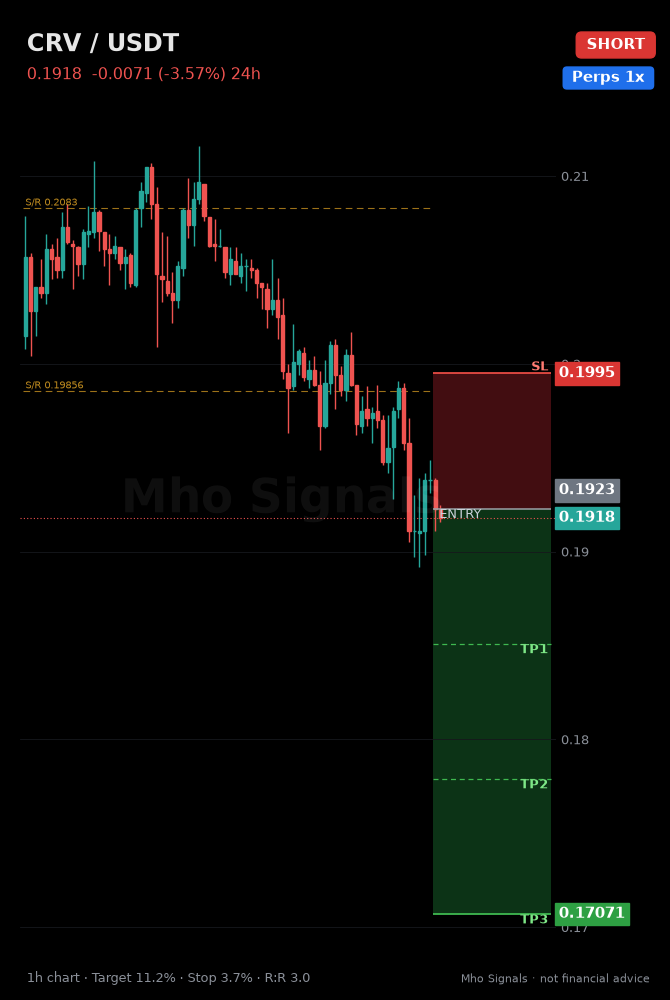 CRV / USDT
SHORT
0.1918 -0.0071 (-3.57%) 24h
Perps 1x
0.21
S/R 0.2083
SL
0.1995
S/R 0.19856
Mho Signal
0.1923
ENTRY
0.1918
0.19
TP1
0.18
TP2
TP3
0.17071
0.17
1h chart · Target 11.2% · Stop 3.7% · R:R 3.0
Mho Signals · not financial advice